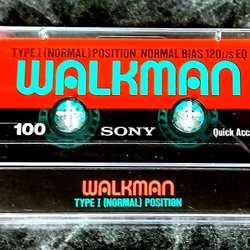 TYPE I (NORMAL) POSITION NORMAL BIAS 120μs EQ
WALKMAN
100 SONY Quick Acc
WALKMAN
TYPE I (NORMAL) POSITION